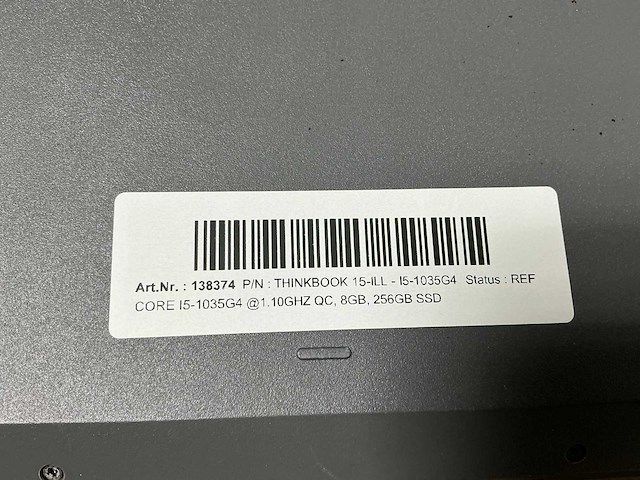 Art.Nr. : 138374 P/N : THINKBOOK 15-ILL - I5-1035G4 Status : REF
CORE I5-1035G4 @1.10GHZ QC, 8GB, 256GB SSD